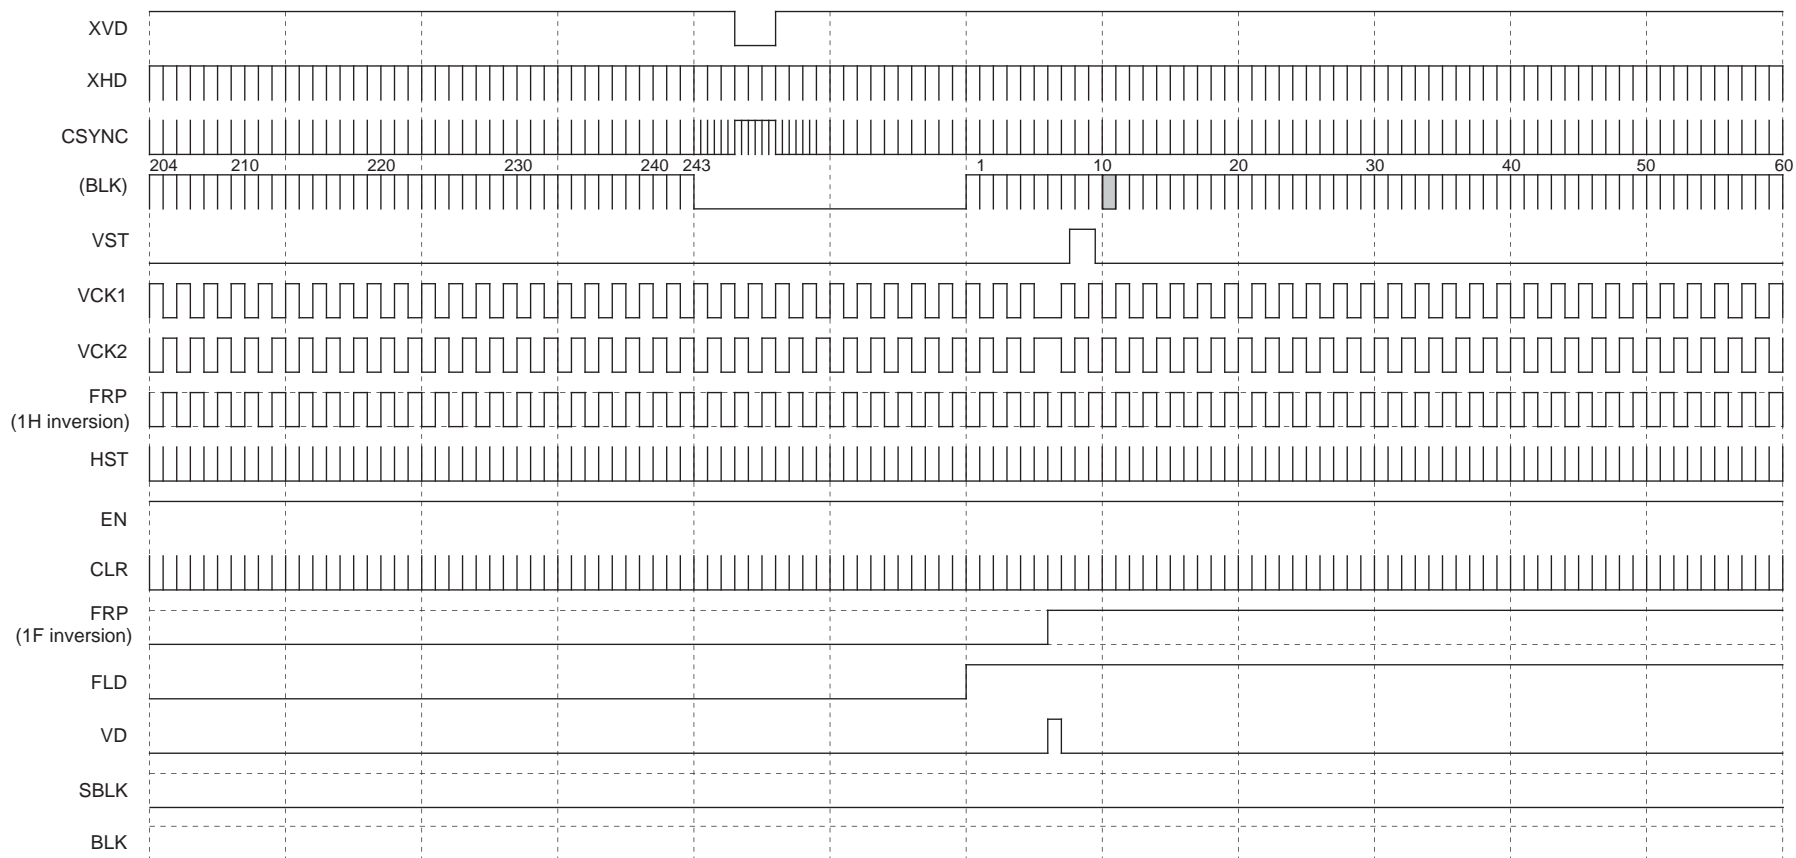 XVD
XHD
CSYNC
204 210 220 230 240 243 1 10 20 30 40 50 60
(BLK)
VST
VCK1
VCK2
FRP
(1H inversion)
HST
EN
CLR
FRP
(1F inversion)
FLD
VD
SBLK
BLK